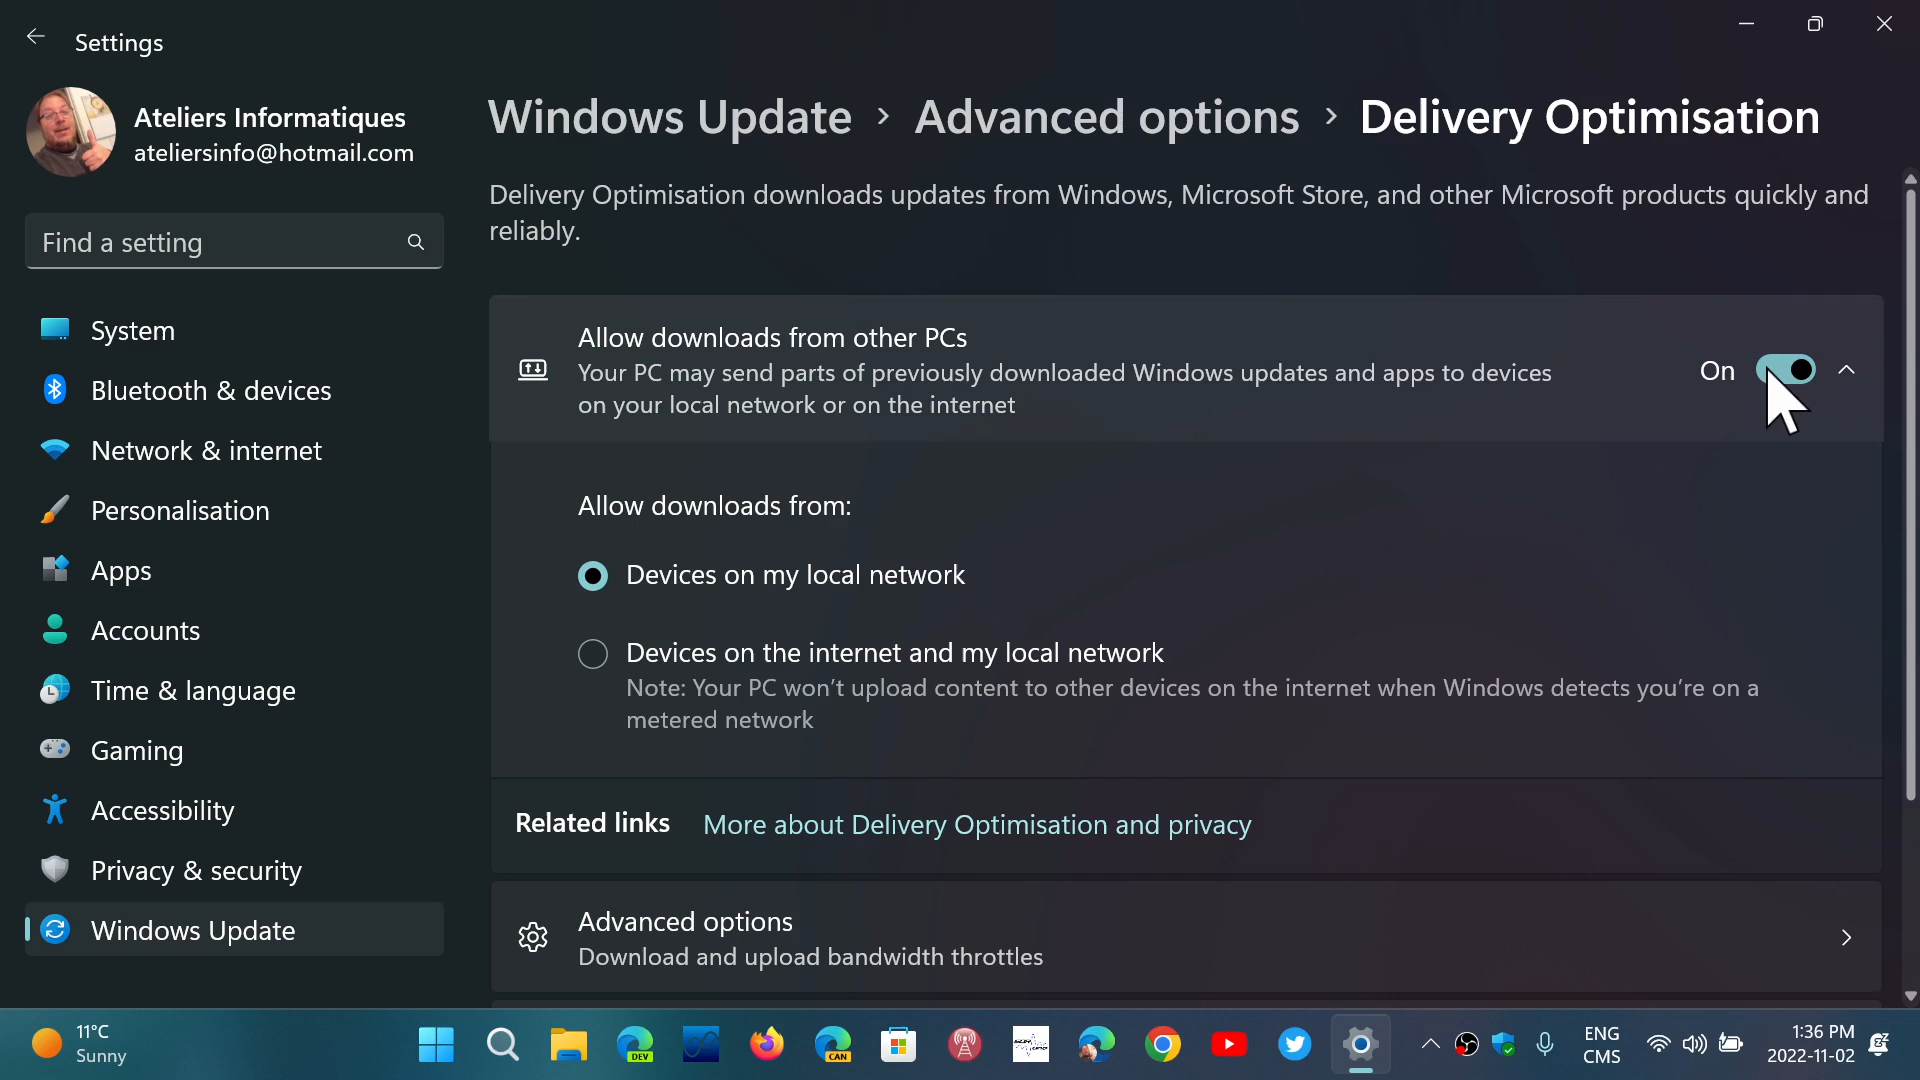 Settings
Ateliers Informatiques
ateliersinfo@hotmail.com
Find a setting
System
Bluetooth & devices
Network & internet
Personalisation
Apps
Accounts
Time & language
Gaming
Accessibility
Privacy & security
Windows Update
Windows Update › Advanced options › Delivery Optimisation
Delivery Optimisation downloads updates from Windows, Microsoft Store, and other Microsoft products quickly and
reliably.
Allow downloads from other PCs
Your PC may send parts of previously downloaded Windows updates and apps to devices
on your local network or on the internet
On
Allow downloads from:
Devices on my local network
Devices on the internet and my local network
Note: Your PC won't upload content to other devices on the internet when Windows detects you're on a
metered network
Related links More about Delivery Optimisation and privacy
Advanced options
Download and upload bandwidth throttles
11°C
Sunny
DEV
CAN
ENG
CMS
1:36 PM
2022-11-02